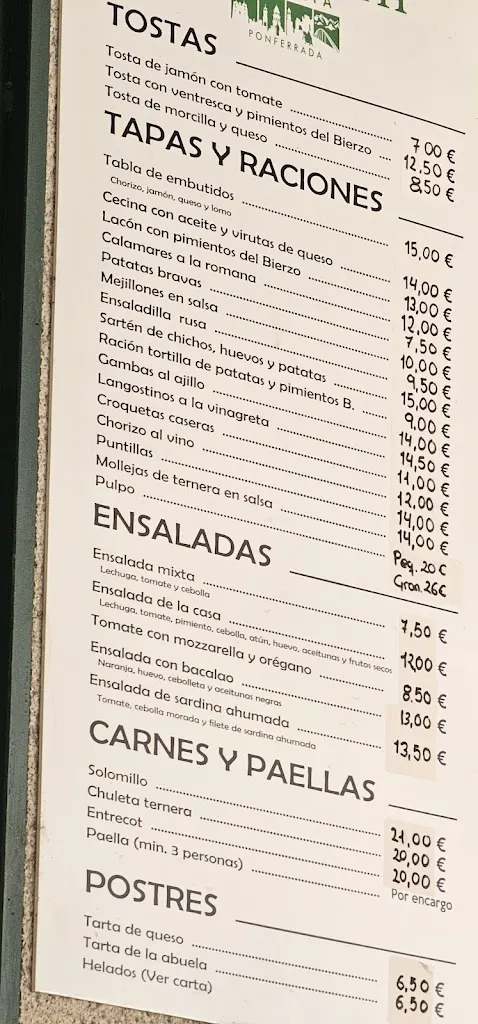 PONFERRADA
TOSTAS
Tosta de jamón con tomate 7,00 €
Tosta con ventresca y pimientos del Bierzo 12,50 €
Tosta de morcilla y queso 8,50 €
TAPAS Y RACIONES
Tabla de embutidos 15,00 €
Chorizo, jamón, queso y lomo
Cecina con aceite y virutas de queso 14,00 €
Lacón con pimientos del Bierzo 13,00 €
Calamares a la romana 12,00 €
Patatas bravas 7,50 €
Mejillones en salsa 10,00 €
Ensaladilla rusa 9,50 €
Sartén de chichos, huevos y patatas 15,00 €
Ración tortilla de patatas y pimientos B. 9,00 €
Gambas al ajillo 14,00 €
Langostinos a la vinagreta 14,50 €
Croquetas caseras 11,00 €
Chorizo al vino 12,00 €
Puntillas 14,00 €
Mollejas de ternera en salsa 14,00 €
Pulpo Peq. 20€
Gran. 26€
ENSALADAS
Ensalada mixta 7,50 €
Lechuga, tomate y cebolla
Ensalada de la casa 12,00 €
Lechuga, tomate, pimiento, cebolla, atún, huevo, aceitunas y frutos secos
Tomate con mozzarella y orégano 8,50 €
Ensalada con bacalao 13,00 €
Naranja, huevo, cebolleta y aceitunas negras
Ensalada de sardina ahumada 13,50 €
Tomate, cebolla morada y filete de sardina ahumada
CARNES Y PAELLAS
Solomillo 21,00 €
Chuleta ternera 20,00 €
Entrecot 20,00 €
Paella (min. 3 personas) Por encargo
POSTRES
Tarta de queso 6,50 €
Tarta de la abuela 6,50 €
Helados (Ver carta)